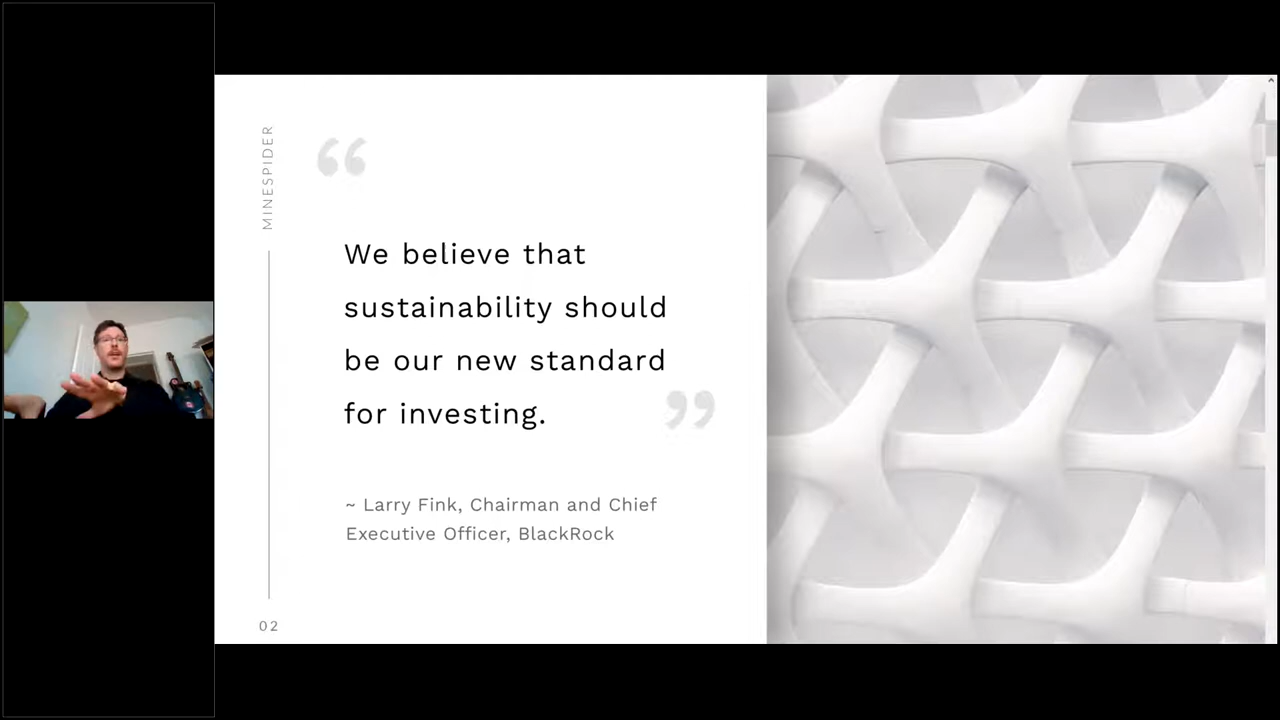 MINESPIDER
“
We believe that
sustainability should
be our new standard
for investing.
”
~ Larry Fink, Chairman and Chief
Executive Officer, BlackRock
02